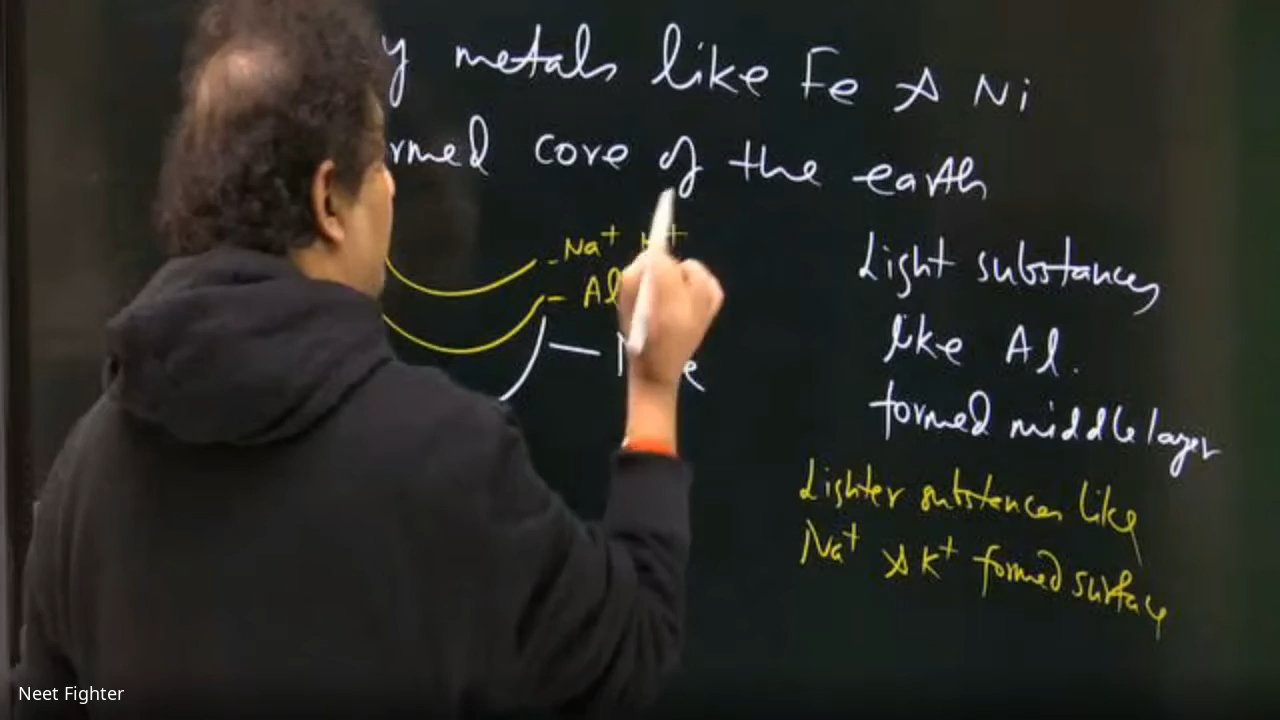 metals like Fe & Ni
core of the earth
Na⁺
Al
Light substances
like Al.
formed middle layer
Lighter substances like
Na⁺ & K⁺ formed surface
Neet Fighter